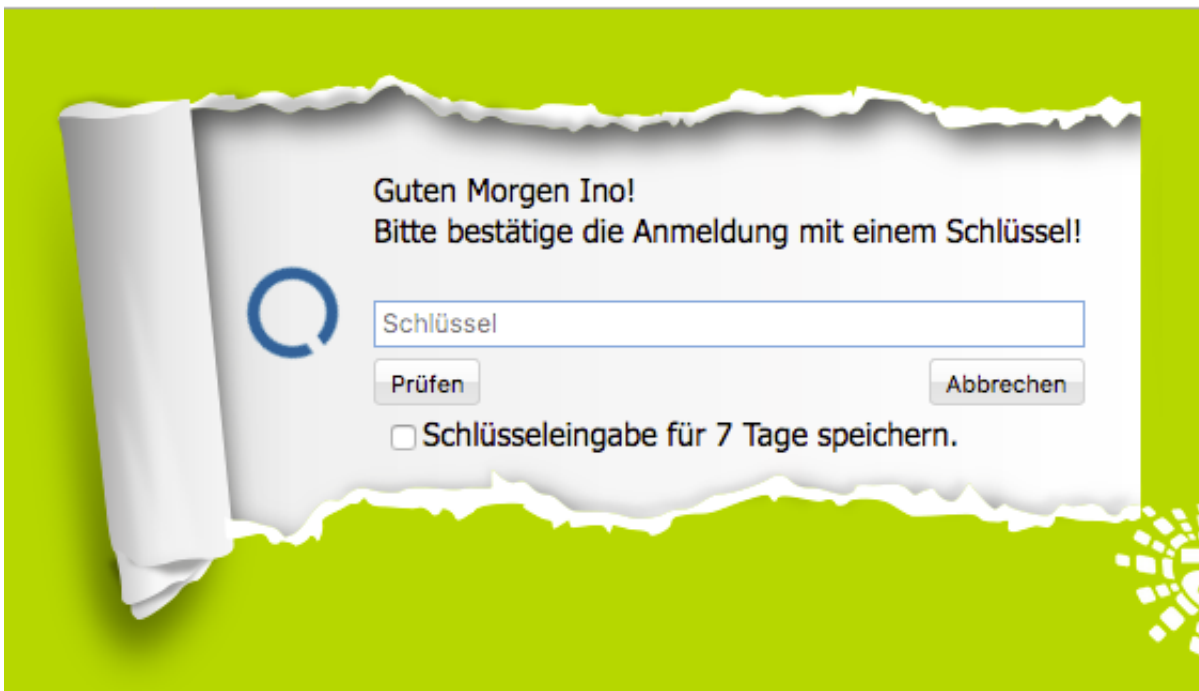 Guten Morgen Ino!
Bitte bestätige die Anmeldung mit einem Schlüssel!
Schlüssel
Prüfen
Abbrechen
Schlüsseleingabe für 7 Tage speichern.